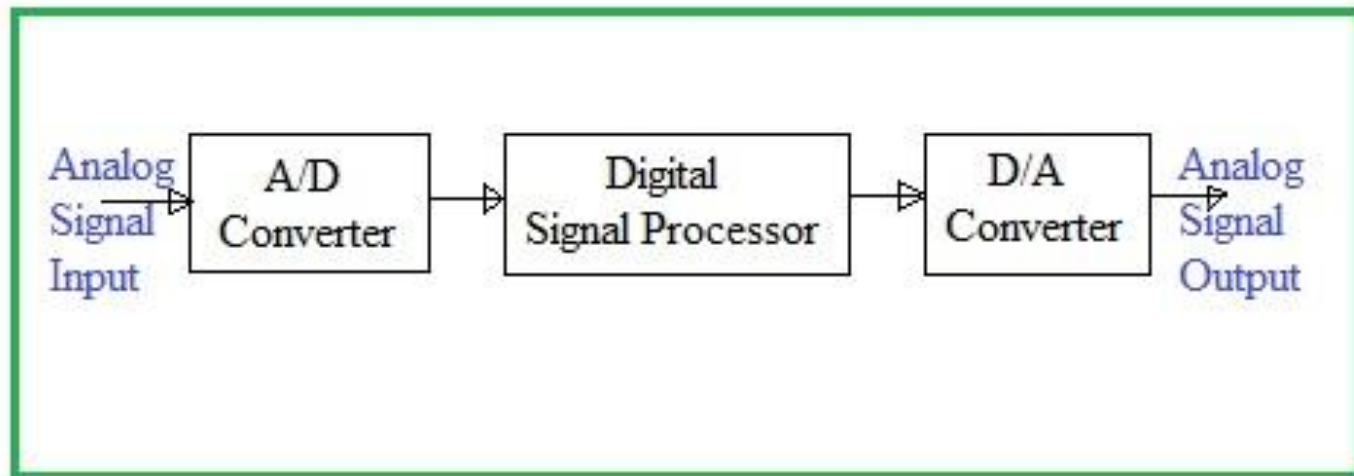 Analog
Signal
Input
A/D
Converter
Digital
Signal Processor
D/A
Converter
Analog
Signal
Output